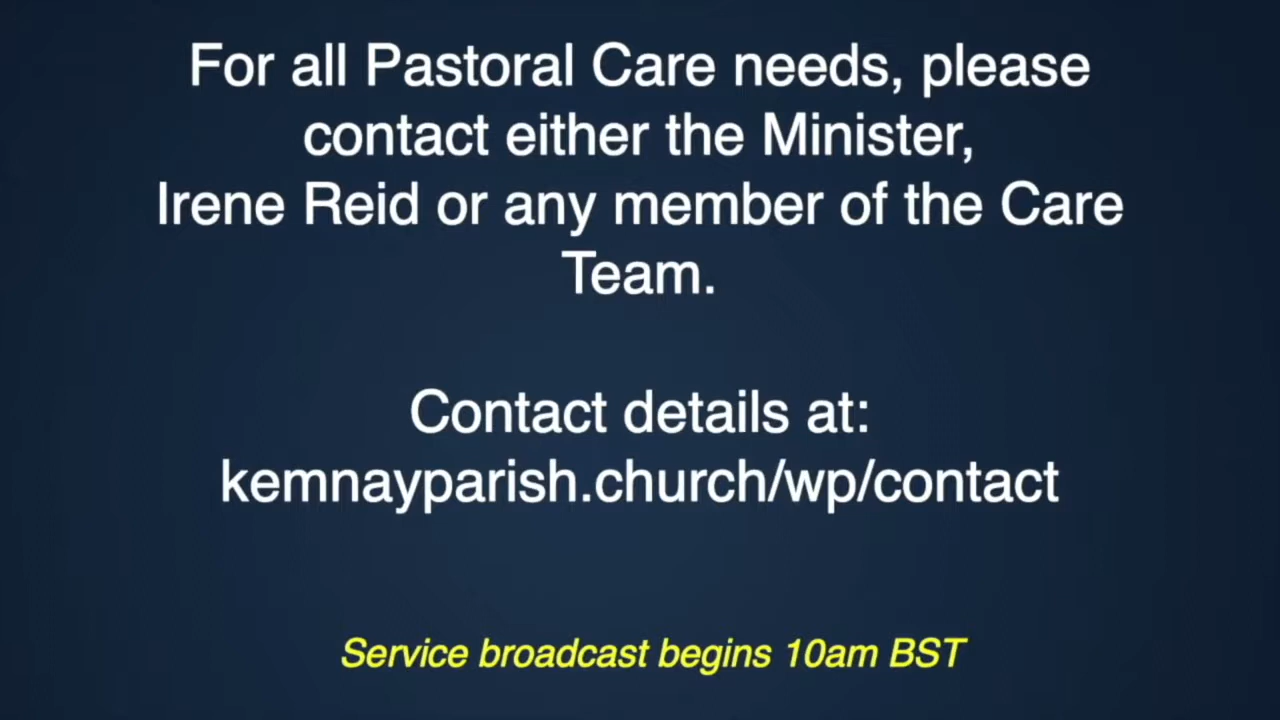 For all Pastoral Care needs, please
contact either the Minister,
Irene Reid or any member of the Care
Team.
Contact details at:
kemnayparish.church/wp/contact
Service broadcast begins 10am BST